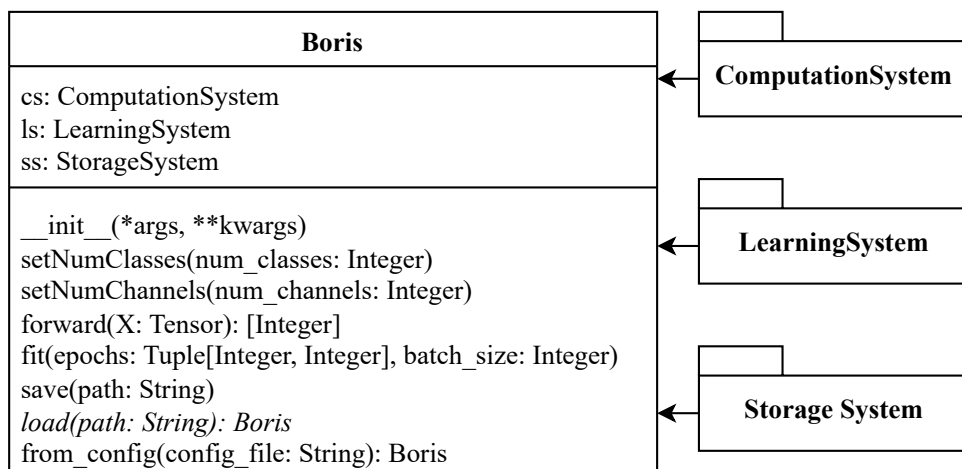 Boris
cs: ComputationSystem
ls: LearningSystem
ss: StorageSystem
__init__(*args, **kwargs)
setNumClasses(num_classes: Integer)
setNumChannels(num_channels: Integer)
forward(X: Tensor): [Integer]
fit(epochs: Tuple[Integer, Integer], batch_size: Integer)
save(path: String)
load(path: String): Boris
from_config(config_file: String): Boris
ComputationSystem
LearningSystem
Storage System